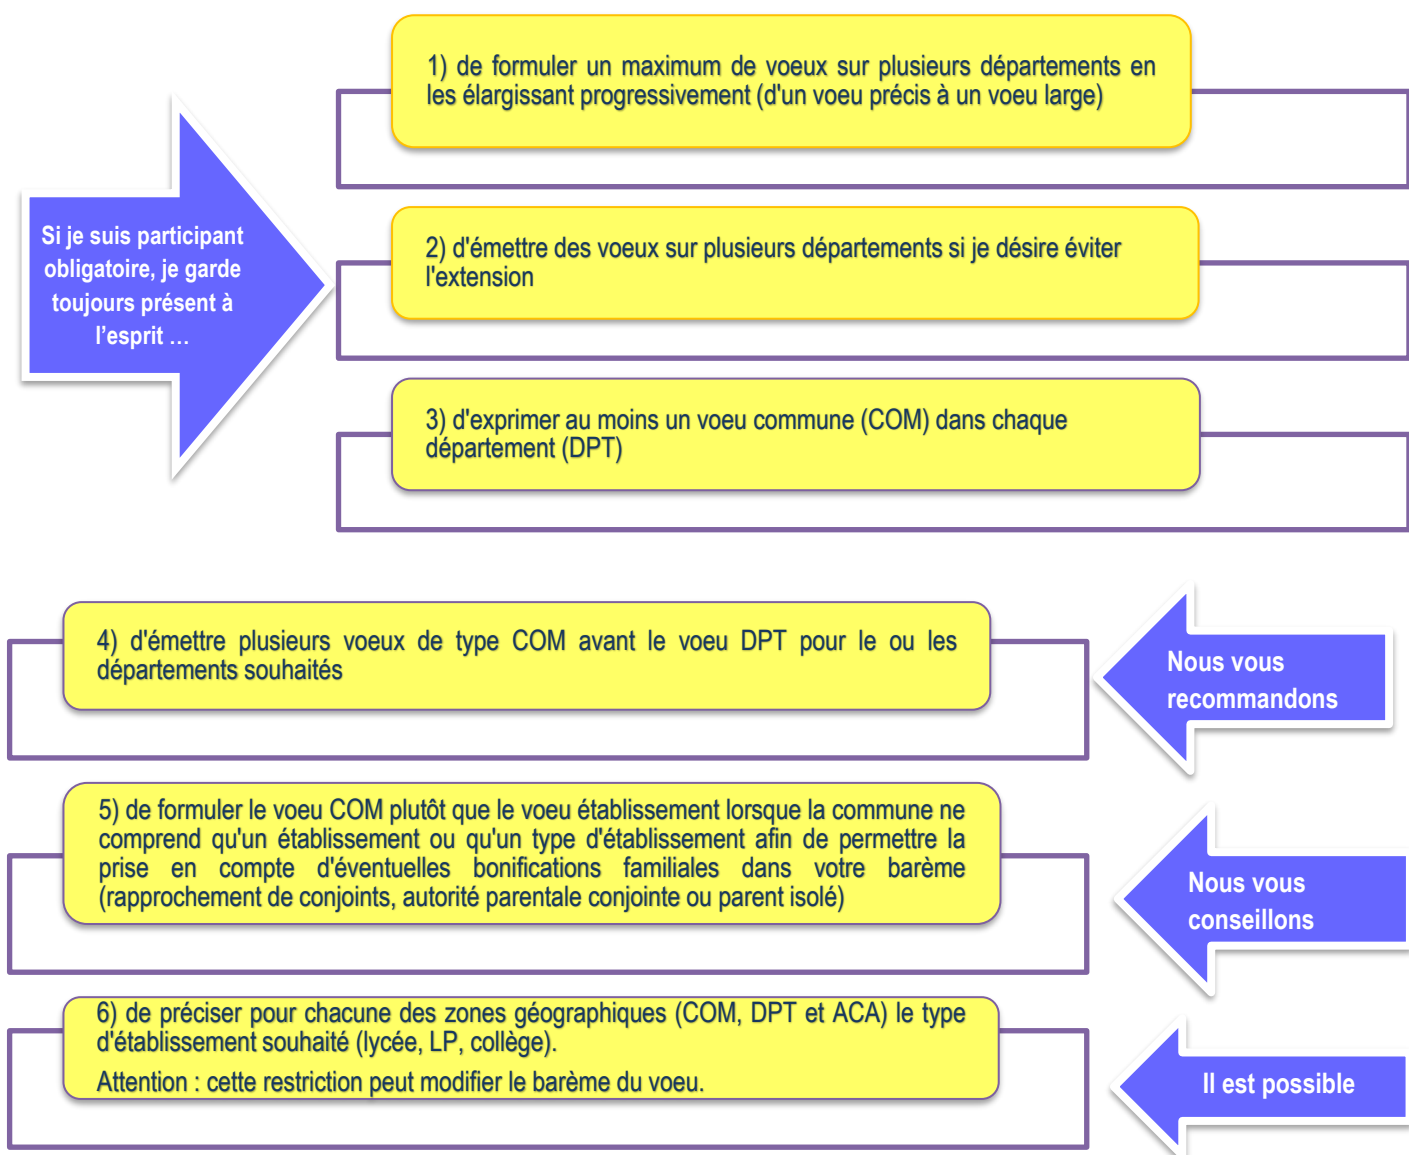 Si je suis participant
obligatoire, je garde
toujours présent à
l’esprit …
1) de formuler un maximum de voeux sur plusieurs départements en
les élargissant progressivement (d'un voeu précis à un voeu large)
2) d'émettre des voeux sur plusieurs départements si je désire éviter
l'extension
3) d'exprimer au moins un voeu commune (COM) dans chaque
département (DPT)
4) d'émettre plusieurs voeux de type COM avant le voeu DPT pour le ou les
départements souhaités
Nous vous
recommandons
5) de formuler le voeu COM plutôt que le voeu établissement lorsque la commune ne
comprend qu'un établissement ou qu'un type d'établissement afin de permettre la
prise en compte d'éventuelles bonifications familiales dans votre barème
(rapprochement de conjoints, autorité parentale conjointe ou parent isolé)
Nous vous
conseillons
6) de préciser pour chacune des zones géographiques (COM, DPT et ACA) le type
d'établissement souhaité (lycée, LP, collège).
Attention : cette restriction peut modifier le barème du voeu.
Il est possible